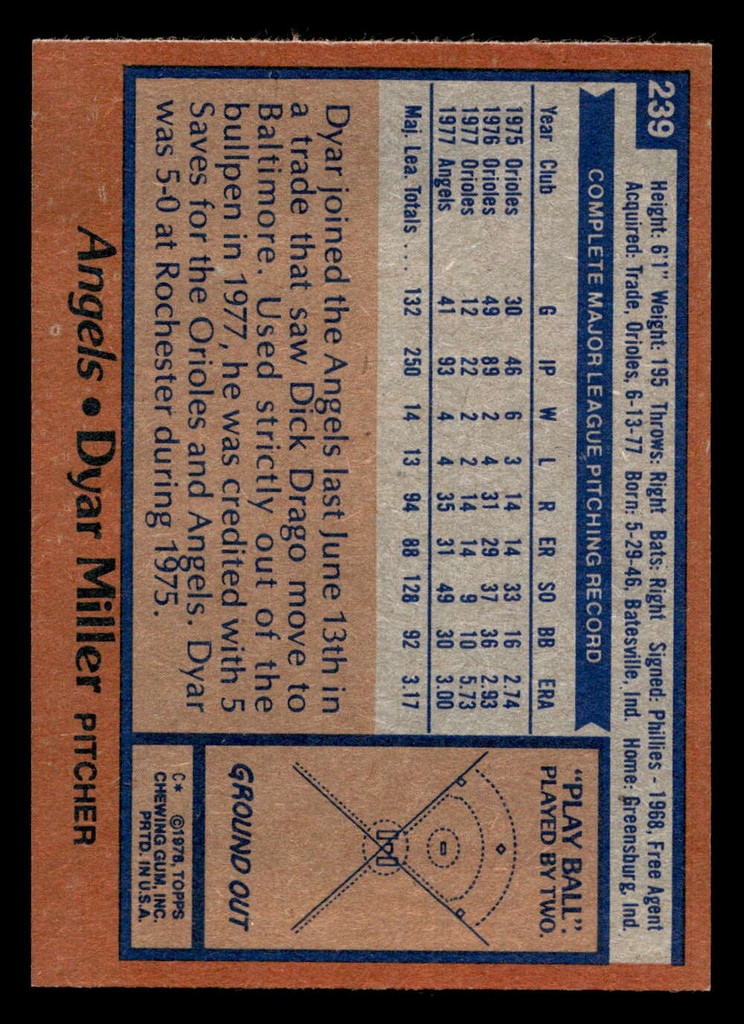 239
Height: 6'1" Weight: 195 Throws: Right Bats: Right Signed: Phillies - 1968, Free Agent
Acquired: Trade, Orioles, 6-13-77 Born: 5-29-46, Batesville, Ind. Home: Greensburg, Ind.
COMPLETE MAJOR LEAGUE PITCHING RECORD
Year Club G IP W L R ER SO BB ERA
1975 Orioles 30 46 6 3 14 14 33 16 2.74
1976 Orioles 49 89 2 4 31 29 37 36 2.93
1977 Orioles 12 22 2 2 14 14 9 10 5.73
1977 Angels 41 93 4 4 35 31 49 30 3.00
Maj. Lea. Totals ... 132 250 14 13 94 88 128 92 3.17
Dyar joined the Angels last June 13th in
a trade that saw Dick Drago move to
Baltimore. Used strictly out of the
bullpen in 1977, he was credited with 5
Saves for the Orioles and Angels. Dyar
was 5-0 at Rochester during 1975.
"PLAY BALL":
PLAYED BY TWO.
GROUND OUT
C* ©1978, TOPPS
CHEWING GUM, INC.
PRTD. IN U.S.A.
Angels • Dyar Miller PITCHER